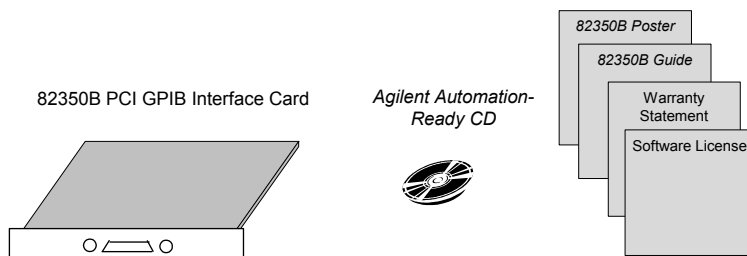 82350B PCI GPIB Interface Card
Agilent Automation-
Ready CD
82350B Poster
82350B Guide
Warranty
Statement
Software License